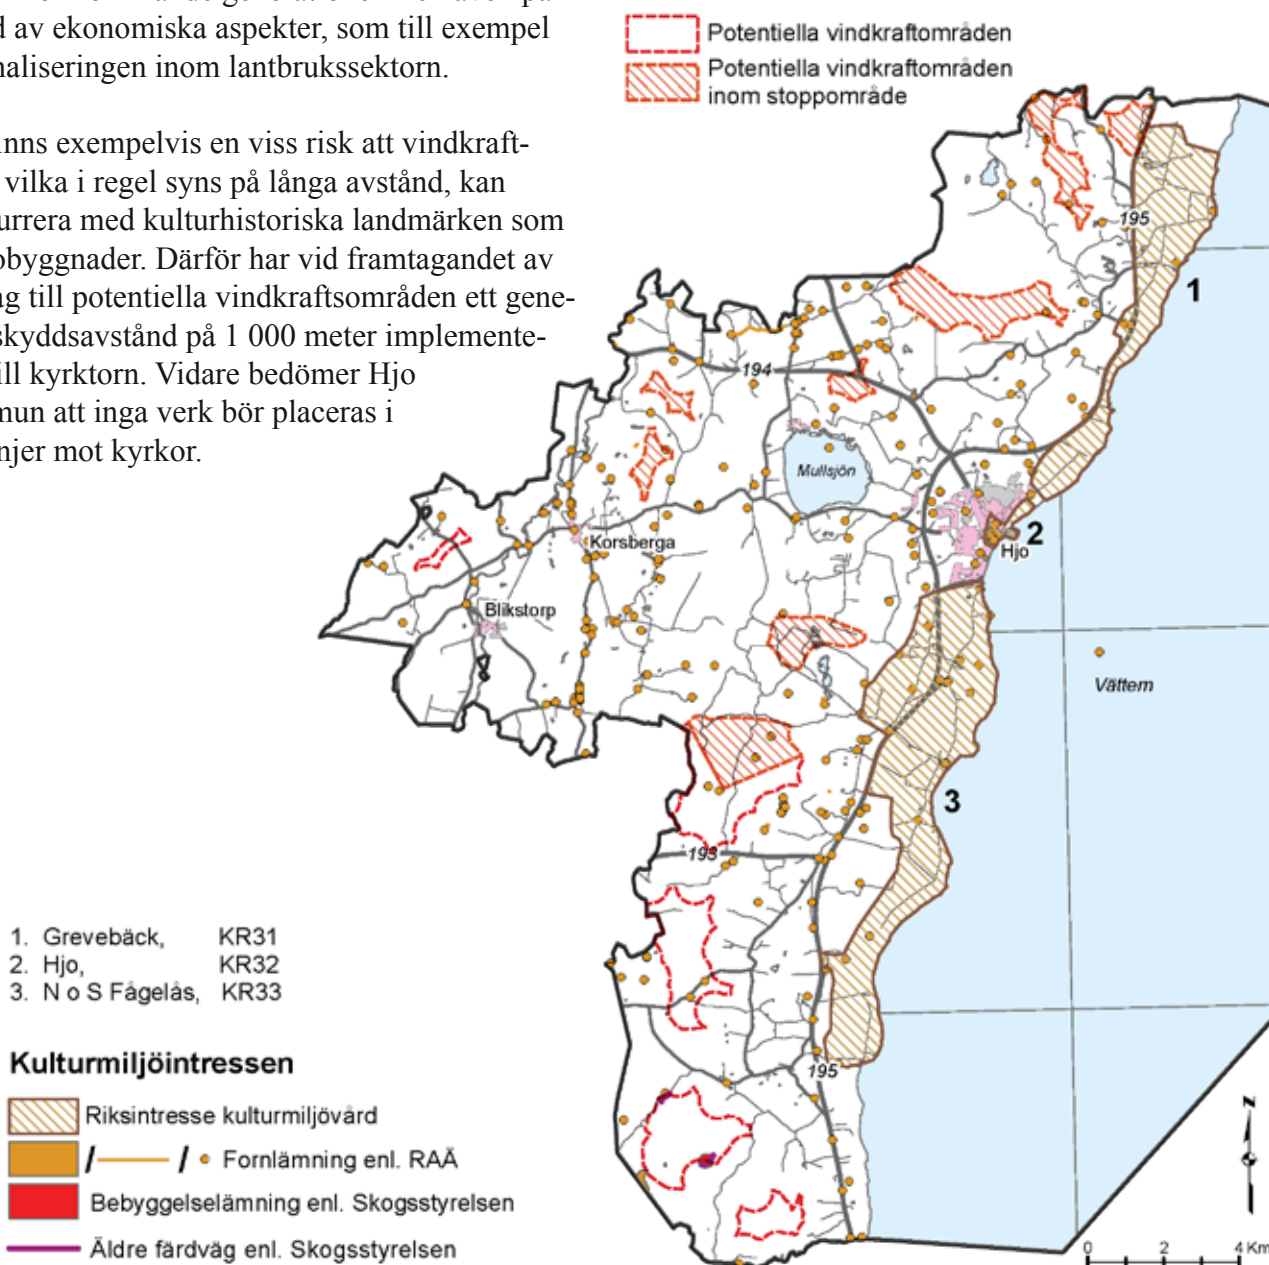 d av ekonomiska aspekter, som till exempel
naliseringen inom lantbrukssektorn.
inns exempelvis en viss risk att vindkraft-
vilka i regel syns på långa avstånd, kan
urrera med kulturhistoriska landmärken som
obyggnader. Därför har vid framtagandet av
ag till potentiella vindkraftsområden ett gene-
skyddsavstånd på 1 000 meter implemente-
ill kyrktorn. Vidare bedömer Hjo
mun att inga verk bör placeras i
njer mot kyrkor.
Potentiella vindkraftområden
Potentiella vindkraftområden
inom stoppområde
195
1
194
Mullsjön
Korsberga
2
Hjo
Blikstorp
Vättern
3
193
195
1. Grevebäck, KR31
2. Hjo, KR32
3. N o S Fågelås, KR33
Kulturmiljöintressen
Riksintresse kulturmiljövård
/ / Fornlämning enl. RAÄ
Bebyggelselämning enl. Skogsstyrelsen
Äldre färdväg enl. Skogsstyrelsen
N
0 2 4 Km